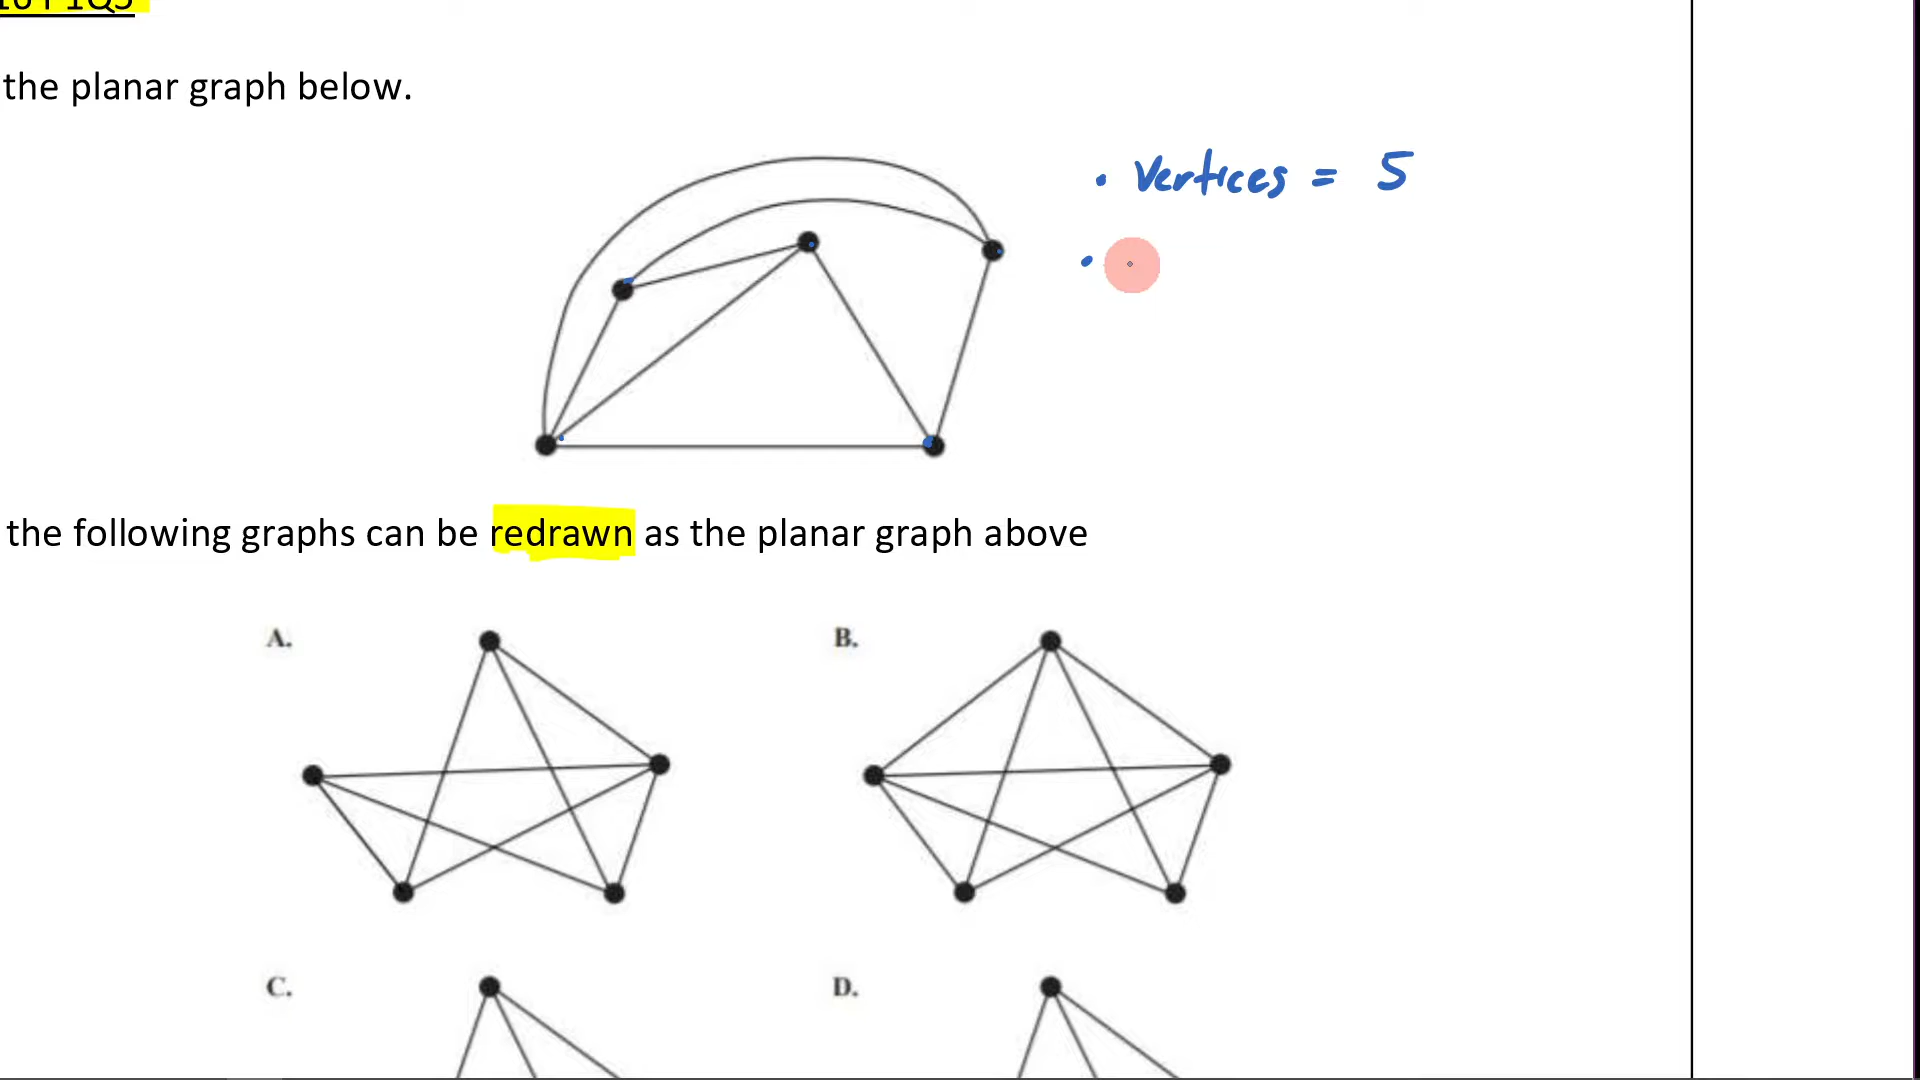 the planar graph below.
• Vertices = 5
•
the following graphs can be redrawn as the planar graph above
A.
B.
C.
D.